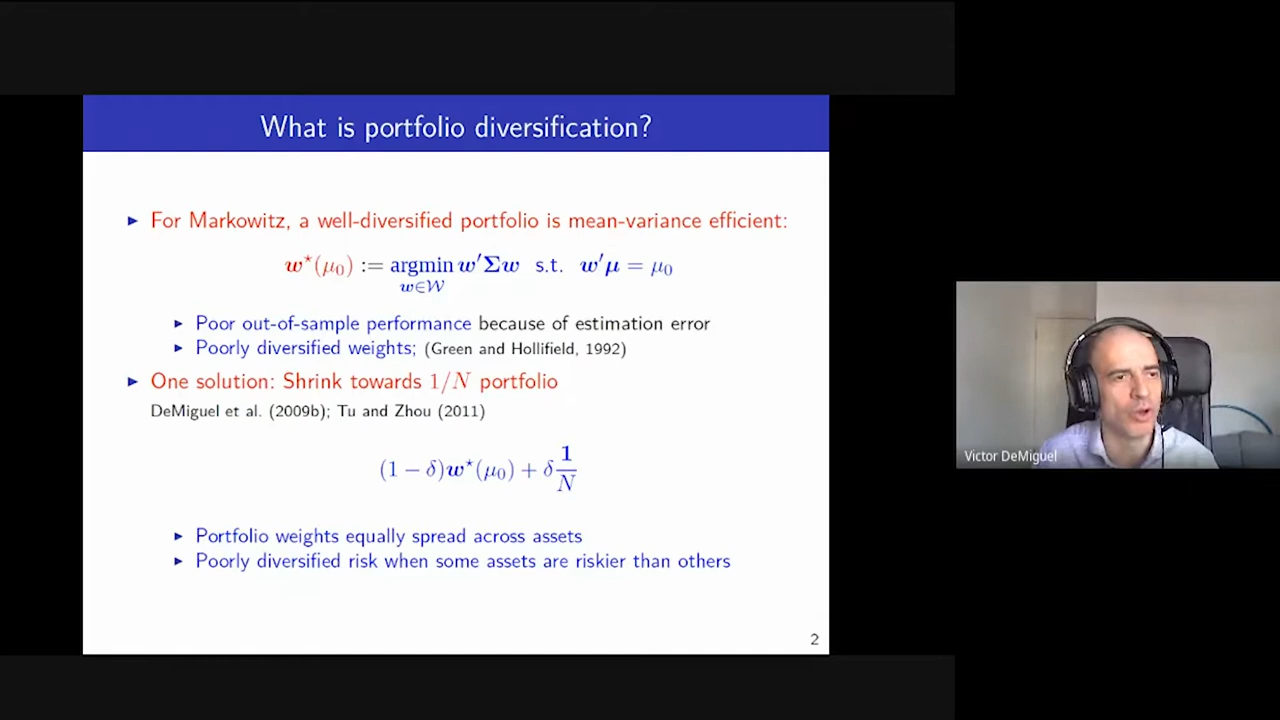 What is portfolio diversification?
► For Markowitz, a well-diversified portfolio is mean-variance efficient:
w⋆(μ₀) := argmin w′Σw s.t. w′μ = μ₀
w∈𝒲
► Poor out-of-sample performance because of estimation error
► Poorly diversified weights; (Green and Hollifield, 1992)
► One solution: Shrink towards 1/N portfolio
DeMiguel et al. (2009b); Tu and Zhou (2011)
(1 − δ)w⋆(μ₀) + δ 1/N
► Portfolio weights equally spread across assets
► Poorly diversified risk when some assets are riskier than others
2
Victor DeMiguel